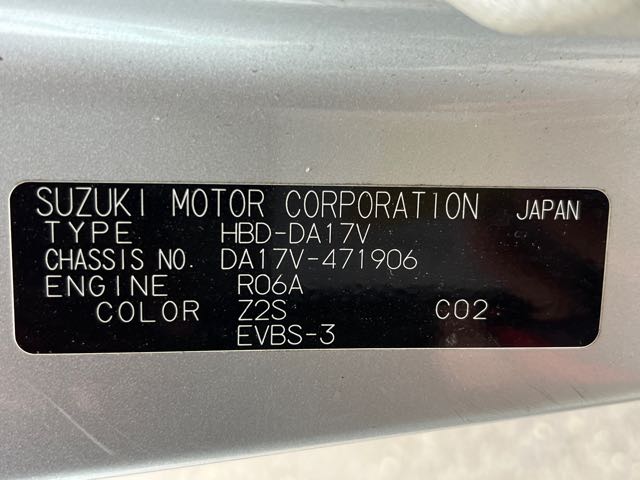 SUZUKI MOTOR CORPORATION JAPAN
TYPE HBD-DA17V
CHASSIS NO. DA17V-471906
ENGINE R06A
COLOR Z2S C02
EVBS-3